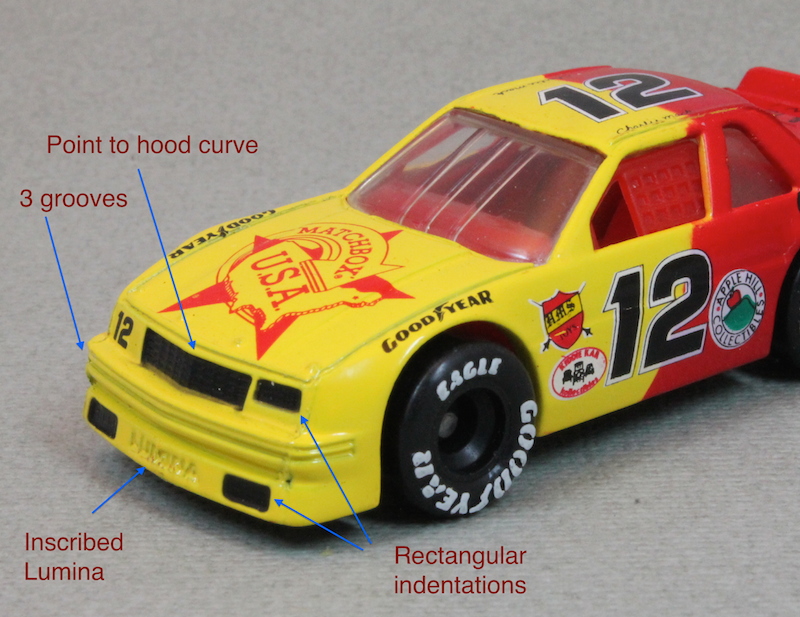 12
Point to hood curve
3 grooves
GOODYEAR
MATCHBOX
U.S.A.
GOODYEAR
12
12
APPLE HILL
COLLECTIBLES
EAGLE
GOODYEAR
LUMINA
Inscribed
Lumina
Rectangular
indentations